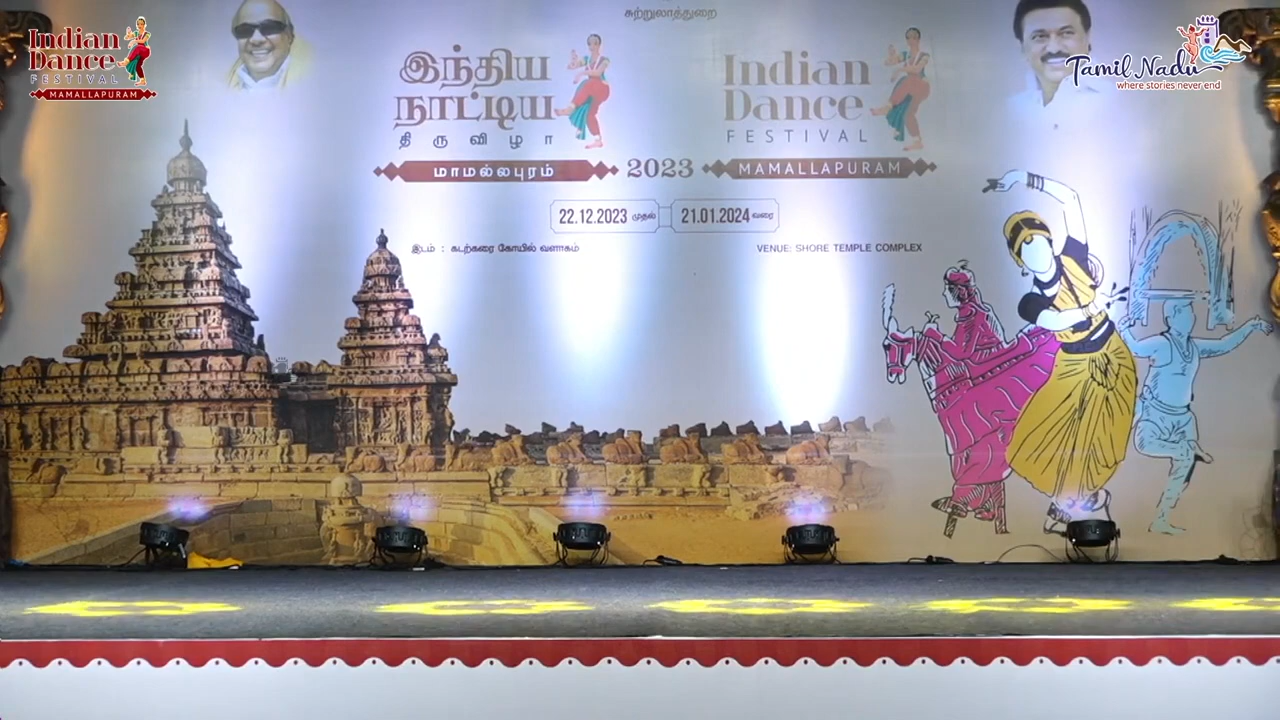 Indian
Dance
FESTIVAL
MAMALLAPURAM
சுற்றுலாத்துறை
Tamil Nadu
where stories never end
இந்திய
நாட்டிய
திருவிழா
மாமல்லபுரம்
Indian
Dance
FESTIVAL
MAMALLAPURAM
2023
22.12.2023 முதல்
21.01.2024 வரை
இடம் : கடற்கரை கோயில் வளாகம்
VENUE: SHORE TEMPLE COMPLEX